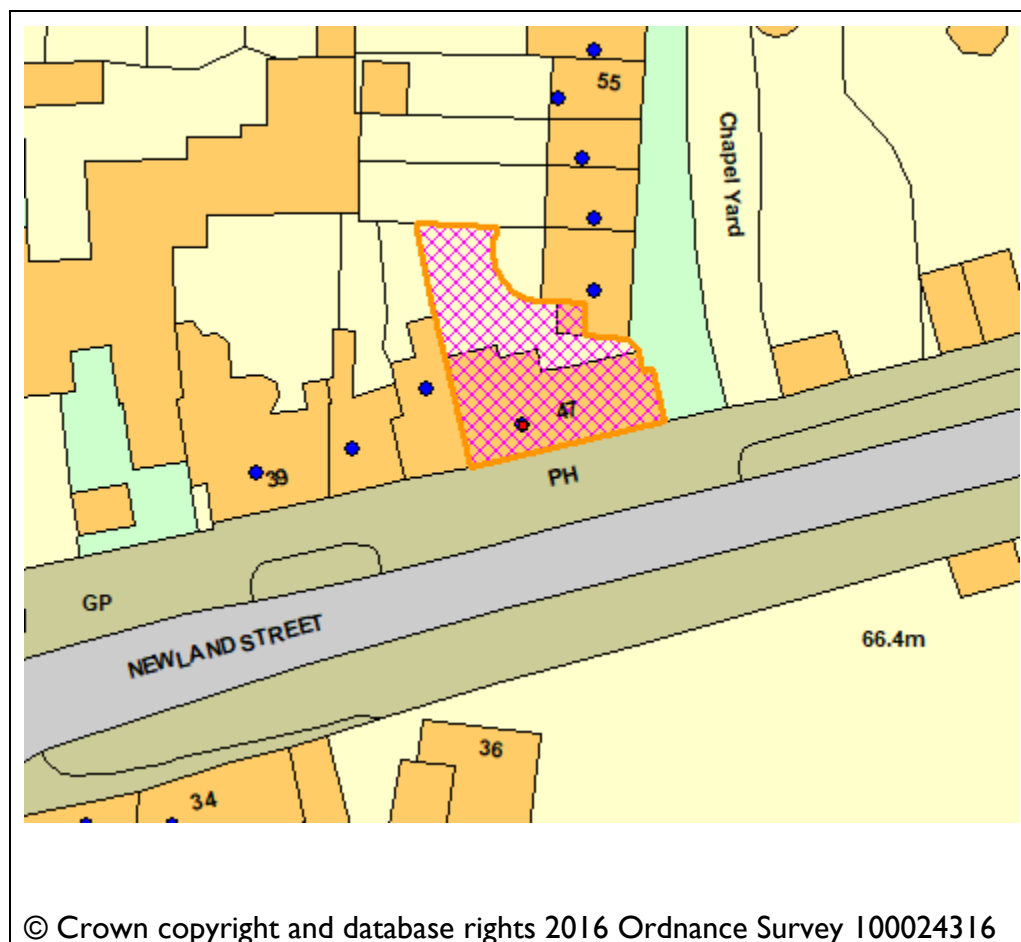 55
Chapel Yard
47
39
PH
GP
NEWLAND STREET
66.4m
36
34
© Crown copyright and database rights 2016 Ordnance Survey 100024316